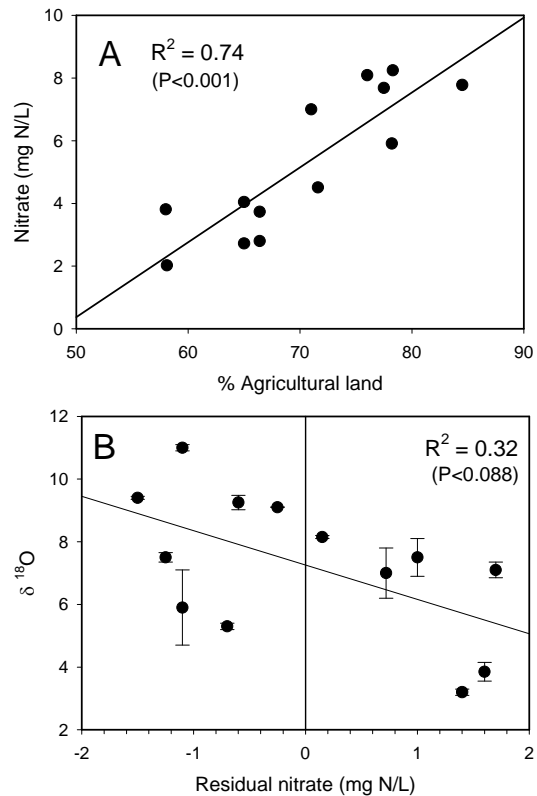 10
8
6
4
2
0
Nitrate (mg N/L)
A
R² = 0.74
(P<0.001)
50 60 70 80 90
% Agricultural land
12
10
8
6
4
2
δ ¹⁸O
B
R² = 0.32
(P<0.088)
-2 -1 0 1 2
Residual nitrate (mg N/L)